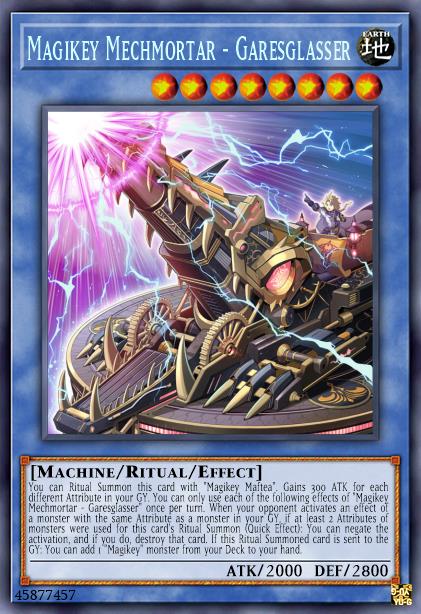 MAGIKEY MECHMORTAR - GARESGLASSER
EARTH
地
[MACHINE/RITUAL/EFFECT]
You can Ritual Summon this card with "Magikey Maftea". Gains 300 ATK for each
different Attribute in your GY. You can only use each of the following effects of "Magikey
Mechmortar - Garesglasser" once per turn. When your opponent activates an effect of
a monster with the same Attribute as a monster in your GY, if at least 2 Attributes of
monsters were used for this card's Ritual Summon (Quick Effect): You can negate the
activation, and if you do, destroy that card. If this Ritual Summoned card is sent to the
GY: You can add 1 "Magikey" monster from your Deck to your hand.
ATK/2000 DEF/2800
45877457